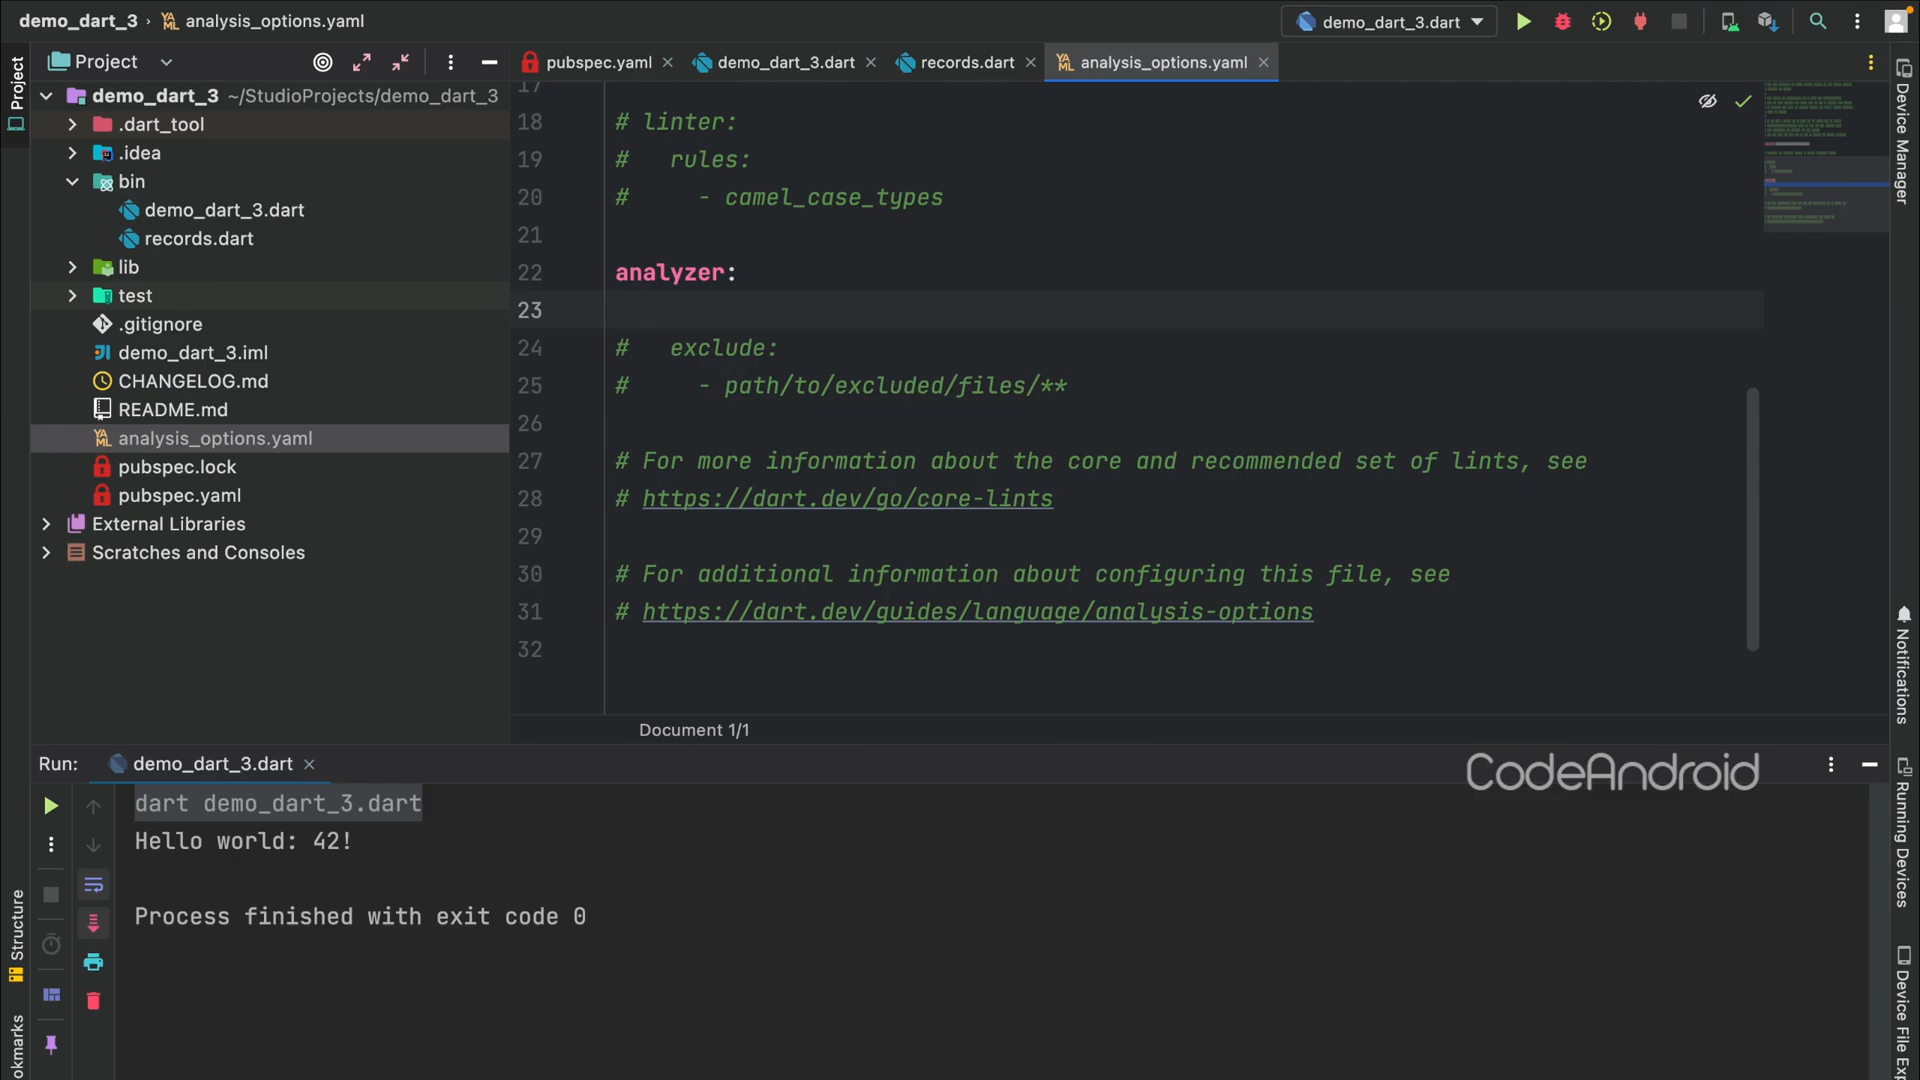 demo_dart_3 › analysis_options.yaml
demo_dart_3.dart
Project
Project
pubspec.yaml
demo_dart_3.dart
records.dart
analysis_options.yaml
demo_dart_3 ~/StudioProjects/demo_dart_3
.dart_tool
.idea
bin
demo_dart_3.dart
records.dart
lib
test
.gitignore
demo_dart_3.iml
CHANGELOG.md
README.md
analysis_options.yaml
pubspec.lock
pubspec.yaml
External Libraries
Scratches and Consoles
17
18 # linter:
19 #   rules:
20 #     - camel_case_types
21
22 analyzer:
23
24 #   exclude:
25 #     - path/to/excluded/files/**
26
27 # For more information about the core and recommended set of lints, see
28 # https://dart.dev/go/core-lints
29
30 # For additional information about configuring this file, see
31 # https://dart.dev/guides/language/analysis-options
32
Document 1/1
Device Manager
Notifications
Running Devices
Device File Exp
Run: demo_dart_3.dart
CodeAndroid
dart demo_dart_3.dart
Hello world: 42!
Process finished with exit code 0
Structure
okmarks